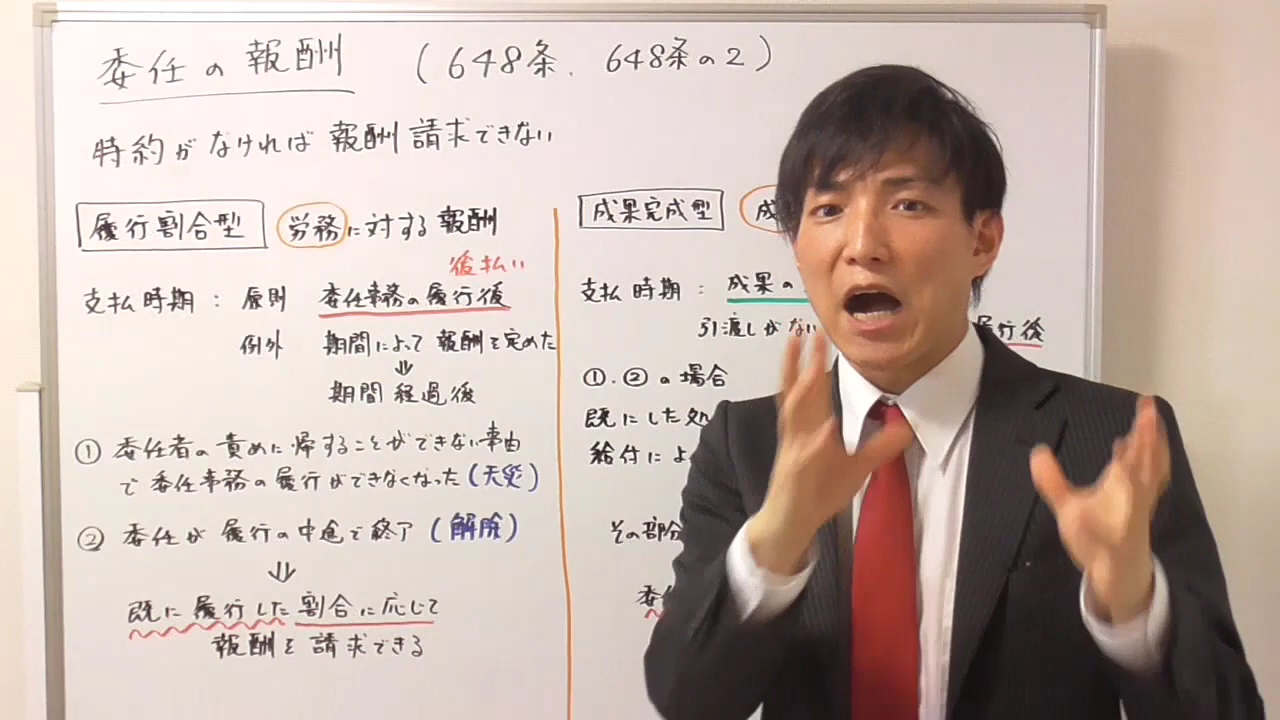 委任の報酬 (648条、648条の2)
特約がなければ報酬請求できない
履行割合型 労務に対する報酬
後払い
支払時期: 原則 委任事務の履行後
例外 期間によって報酬を定めた
⇓
期間経過後
① 委任者の責めに帰することができない事由
で委任事務の履行ができなくなった(天災)
② 委任が履行の中途で終了(解除)
⇓
既に履行した割合に応じて
報酬を請求できる
成果完成型 成
支払時期: 成果の
引渡しがない 履行後
①.②の場合
既にした処
給付によ
その部分
委